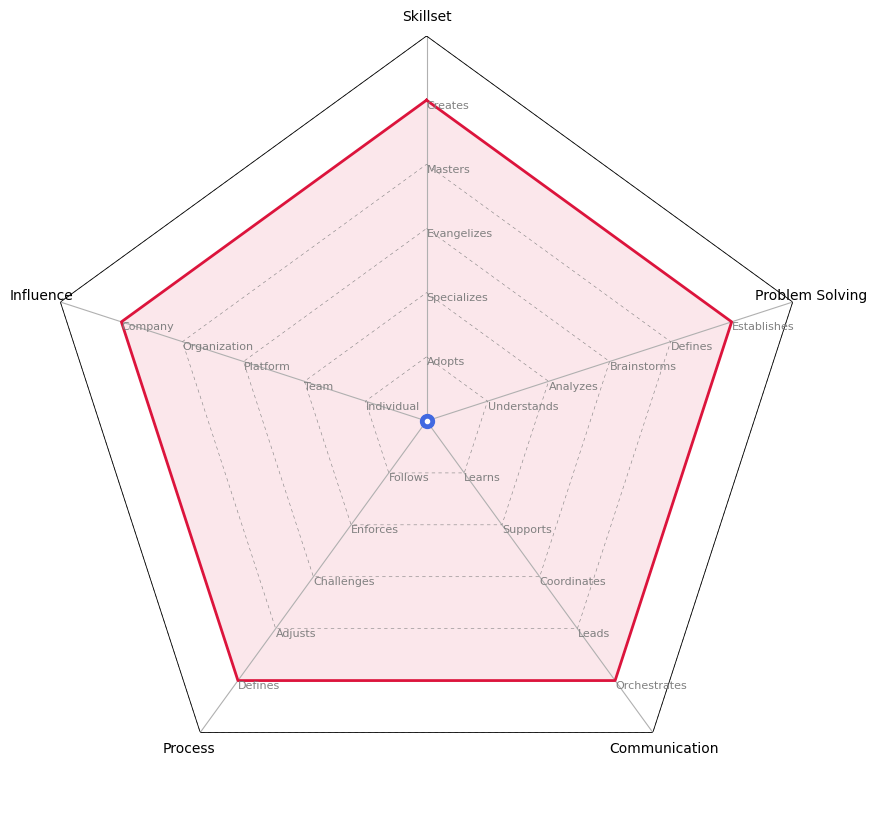 Skillset
Creates
Masters
Evangelizes
Specializes
Adopts
Influence
Company
Organization
Platform
Team
Individual
Problem Solving
Establishes
Defines
Brainstorms
Analyzes
Understands
Follows
Enforces
Challenges
Adjusts
Defines
Process
Learns
Supports
Coordinates
Leads
Orchestrates
Communication